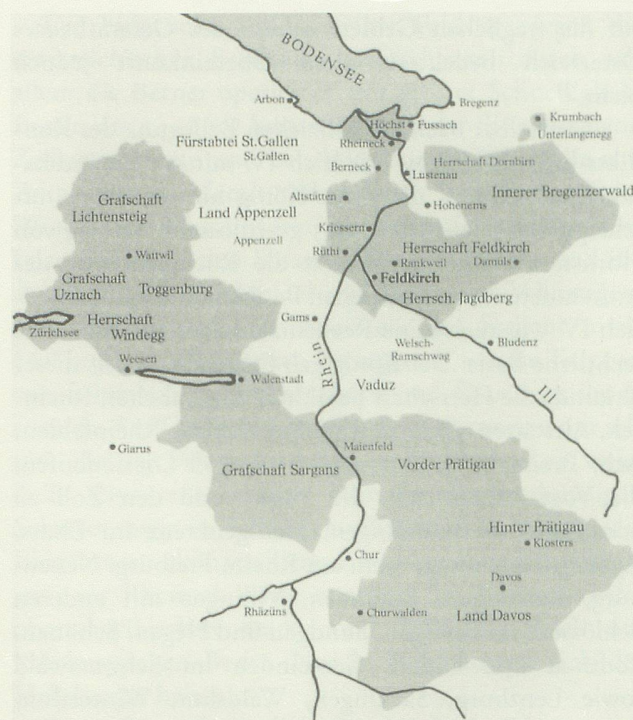 BODENSEE
Arbon
Bregenz
Höchst
Fussach
Krumbach
Unterlangenegg
Fürstabtei St.Gallen
St.Gallen
Rheineck
Berneck
Lustenau
Herrschaft Dornbirn
Innerer Bregenzerwald
Grafschaft
Lichtensteig
Land Appenzell
Altstätten
Hohenems
Appenzell
Kriessern
Rüthi
Herrschaft Feldkirch
Rankweil
Damuls
Wattwil
Feldkirch
Grafschaft
Uznach
Toggenburg
Herrsch. Jagdberg
Zürichsee
Herrschaft
Windegg
Gams
Welsch-
Ramschwag
Bludenz
Weesen
Walenstadt
Rhein
Vaduz
Ill
Glarus
Maienfeld
Grafschaft Sargans
Vorder Prätigau
Hinter Prätigau
Klosters
Chur
Davos
Rhäzüns
Churwalden
Land Davos